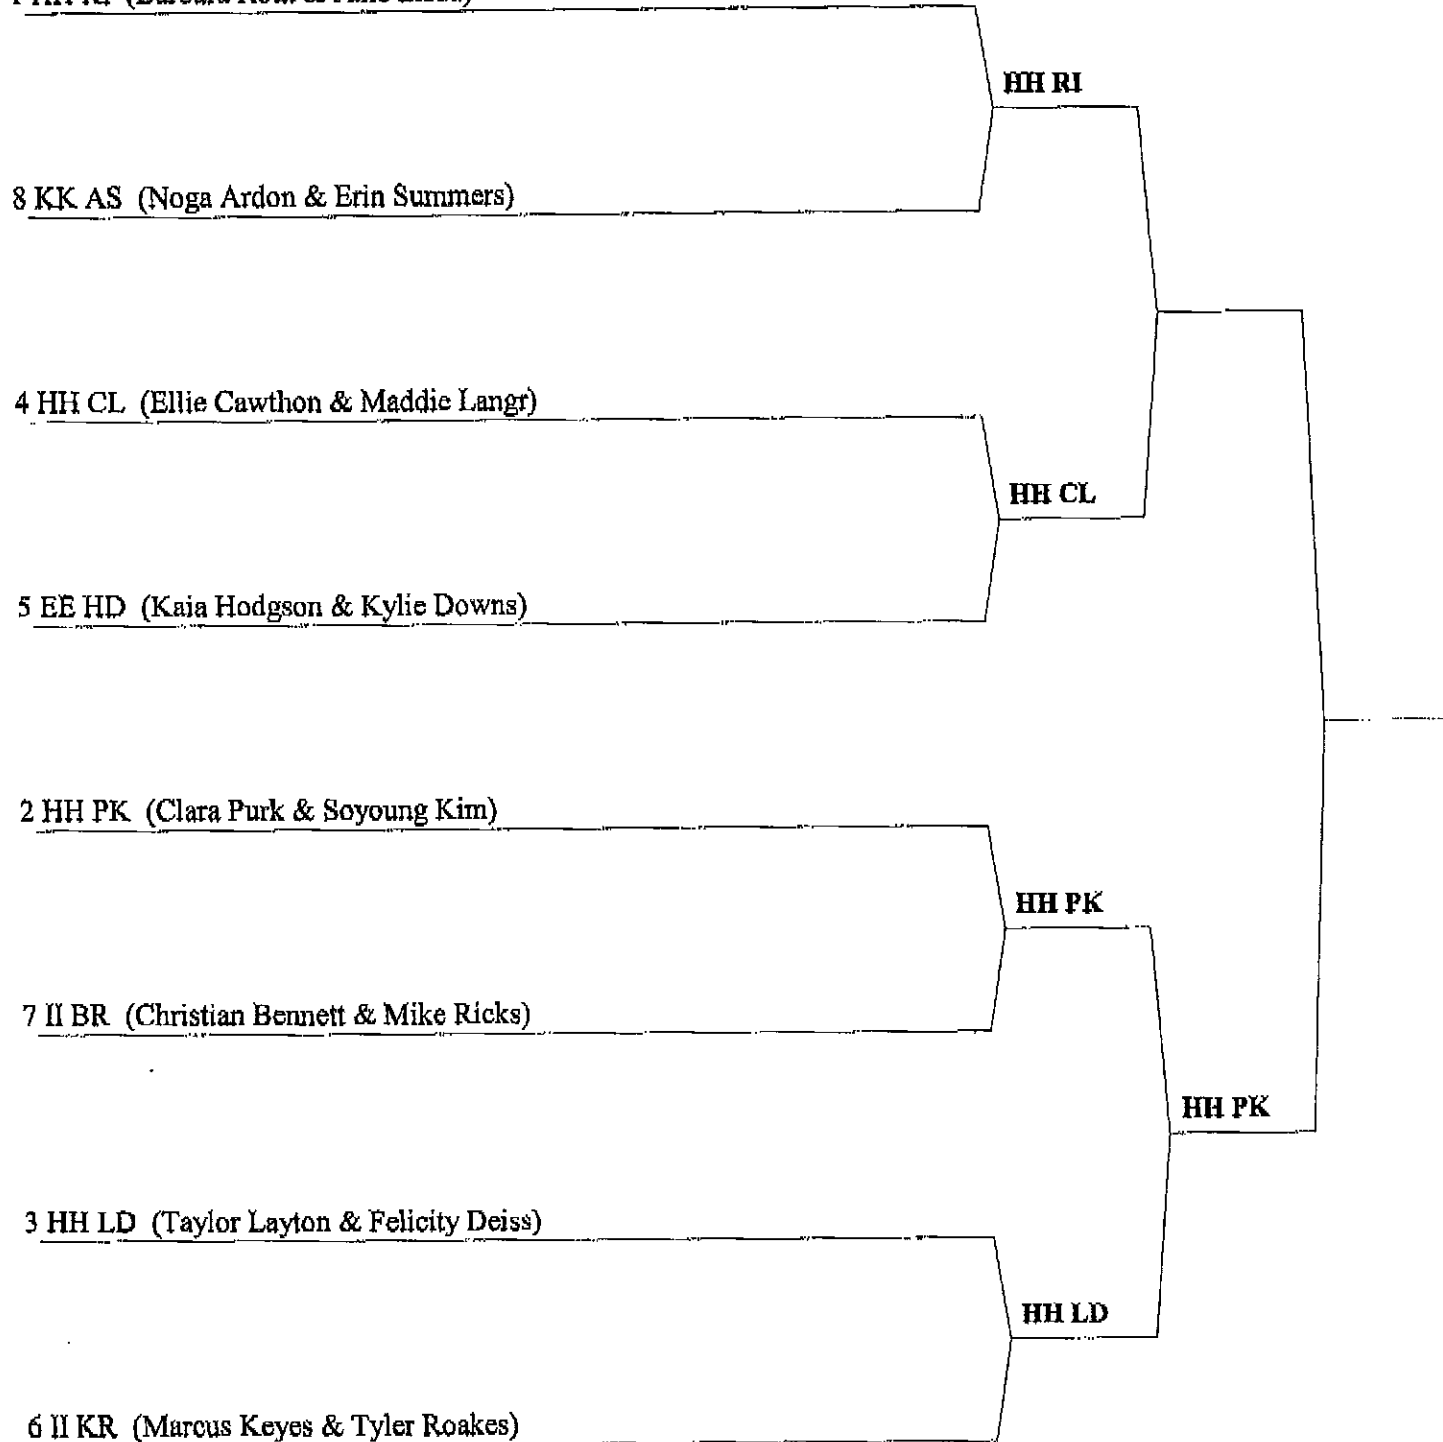 8 KK AS (Noga Ardon & Erin Summers)
4 HH CL (Ellie Cawthon & Maddie Langr)
5 EE HD (Kaia Hodgson & Kylie Downs)
2 HH PK (Clara Purk & Soyoung Kim)
7 II BR (Christian Bennett & Mike Ricks)
3 HH LD (Taylor Layton & Felicity Deiss)
6 II KR (Marcus Keyes & Tyler Roakes)
HH RI
HH CL
HH PK
HH LD
HH PK